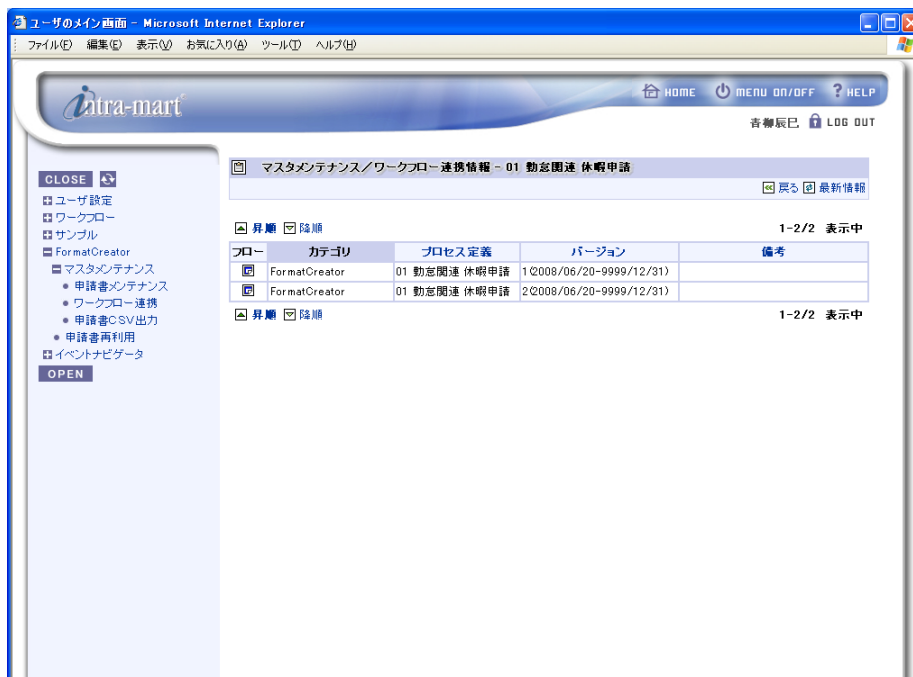 ユーザのメイン画面 - Microsoft Internet Explorer
ファイル(F) 編集(E) 表示(V) お気に入り(A) ツール(T) ヘルプ(H)
intra-mart
HOME MENU ON/OFF ? HELP
青柳辰巳 LOG OUT
マスタメンテナンス/ワークフロー連携情報 - 01 勤怠関連 休暇申請
戻る 最新情報
CLOSE
ユーザ設定
ワークフロー
サンプル
FormatCreator
マスタメンテナンス
申請書メンテナンス
ワークフロー連携
申請書CSV出力
申請書再利用
イベントナビゲータ
OPEN
昇順 降順 1-2/2 表示中
フロー カテゴリ プロセス定義 バージョン 備考
FormatCreator 01 勤怠関連 休暇申請 1(2008/06/20-9999/12/31)
FormatCreator 01 勤怠関連 休暇申請 2(2008/06/20-9999/12/31)
昇順 降順 1-2/2 表示中